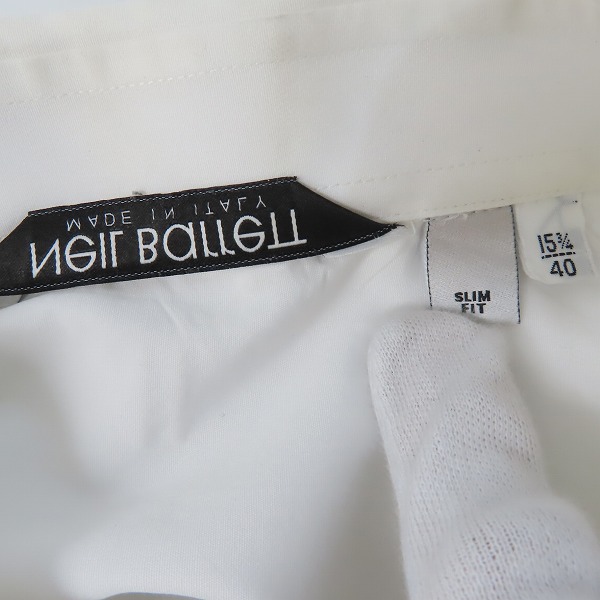 MADE IN ITALY
NEIL BarrETT
SLIM
FIT
15¾
40